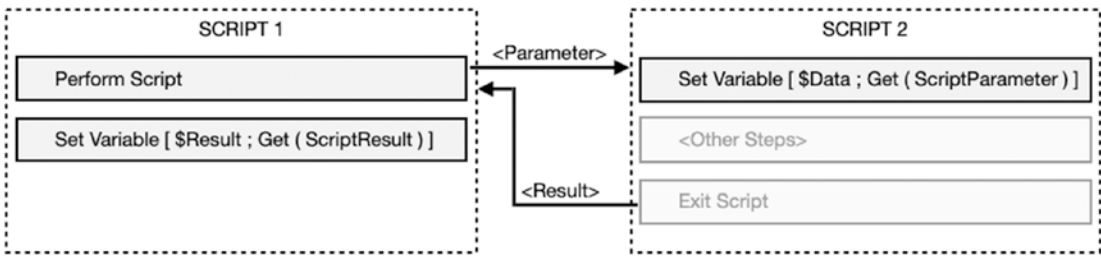 SCRIPT 1
Perform Script
Set Variable [ $Result ; Get ( ScriptResult ) ]
<Parameter>
<Result>
SCRIPT 2
Set Variable [ $Data ; Get ( ScriptParameter ) ]
<Other Steps>
Exit Script